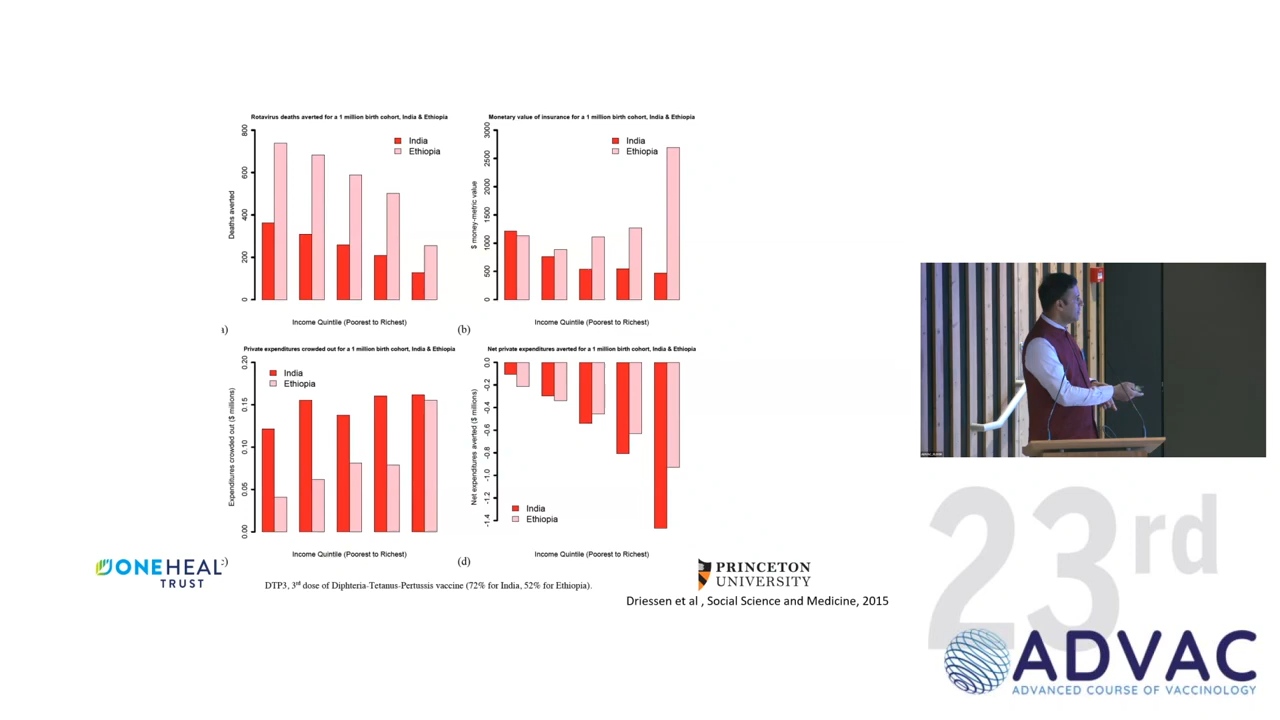 Rotavirus deaths averted for a 1 million birth cohort, India & Ethiopia
India
Ethiopia
Deaths averted
800
600
400
200
0
Income Quintile (Poorest to Richest)
)
Monetary value of insurance for a 1 million birth cohort, India & Ethiopia
India
Ethiopia
$ money-metric value
3000
2500
2000
1500
1000
500
0
Income Quintile (Poorest to Richest)
(b)
Private expenditures crowded out for a 1 million birth cohort, India & Ethiopia
India
Ethiopia
Expenditures crowded out ($ millions)
0.20
0.15
0.10
0.05
0.00
Income Quintile (Poorest to Richest)
)
Net private expenditures averted for a 1 million birth cohort, India & Ethiopia
India
Ethiopia
Net expenditures averted ($ millions)
0.0
-0.2
-0.4
-0.6
-0.8
-1.0
-1.2
-1.4
Income Quintile (Poorest to Richest)
(d)
ONEHEAL
TRUST
DTP3, 3rd dose of Diphteria-Tetanus-Pertussis vaccine (72% for India, 52% for Ethiopia).
PRINCETON
UNIVERSITY
Driessen et al , Social Science and Medicine, 2015
23rd
ADVAC
ADVANCED COURSE OF VACCINOLOGY